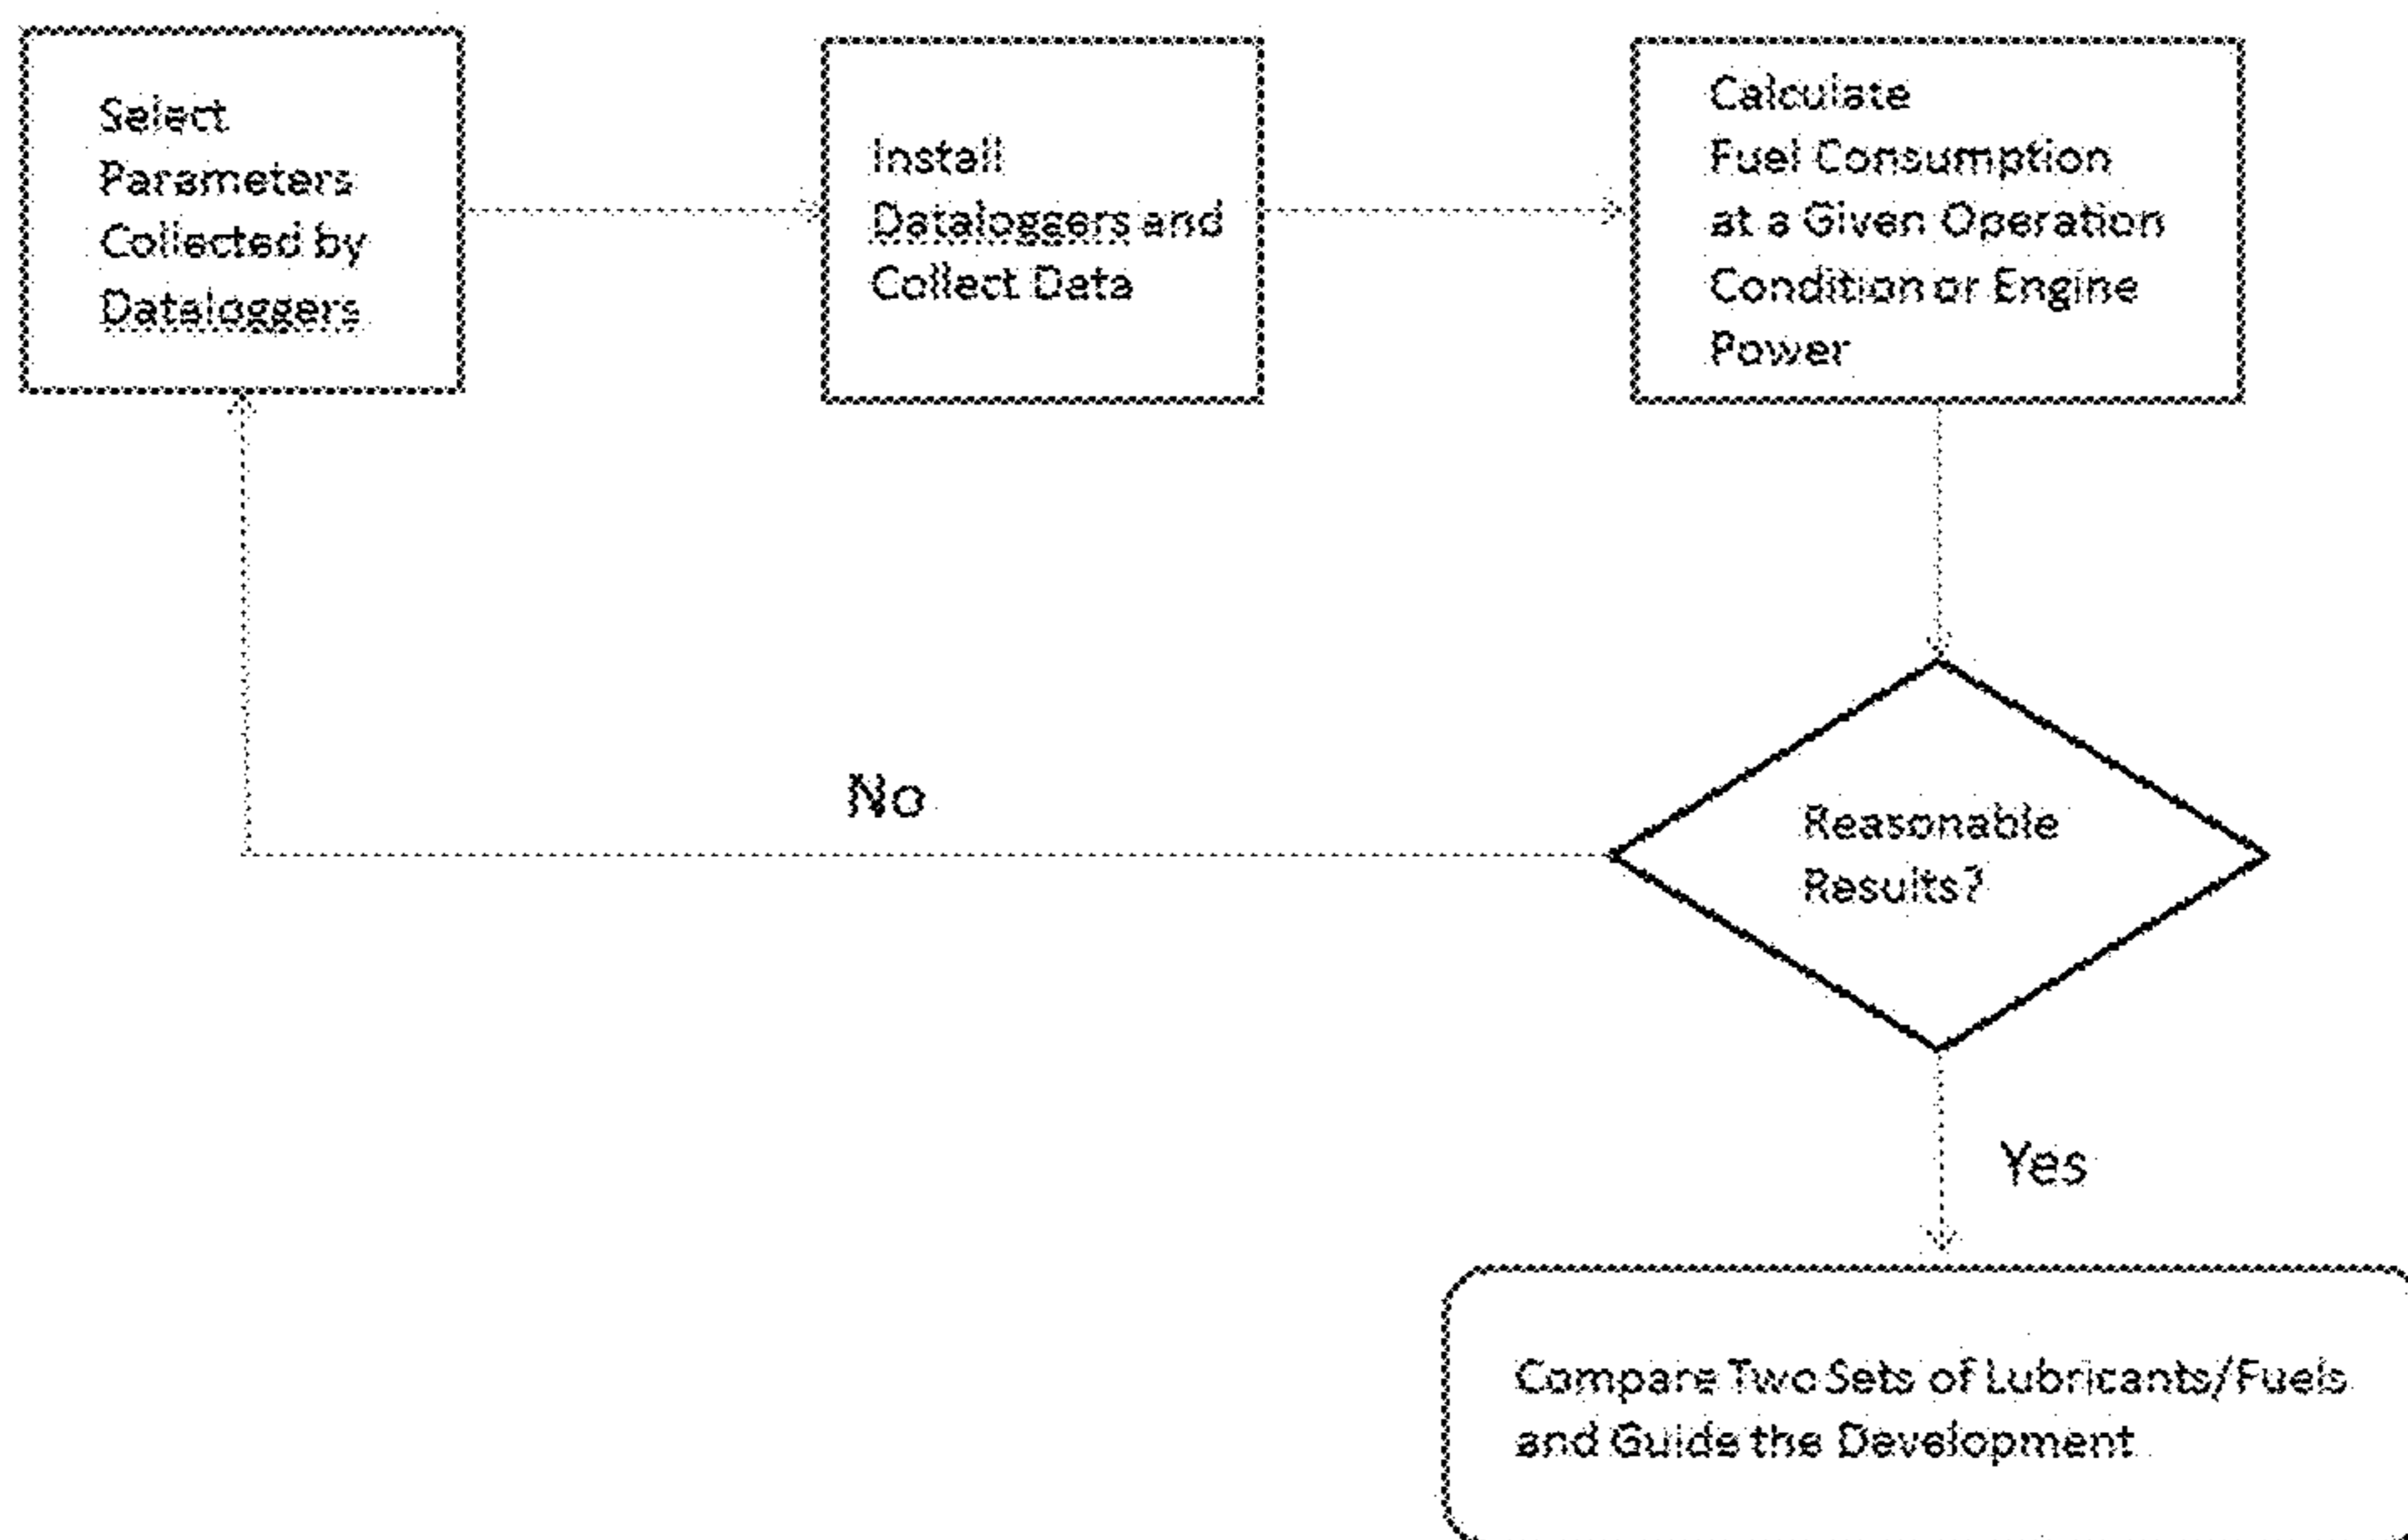 Select
Parameters
Collected by
Dataloggers
Install
Dataloggers and
Collect Data
Calculate
Fuel Consumption
at a Given Operation
Condition or Engine
Power
No
Reasonable
Results?
Yes
Compare Two Sets of Lubricants/Fuels
and Guide the Development